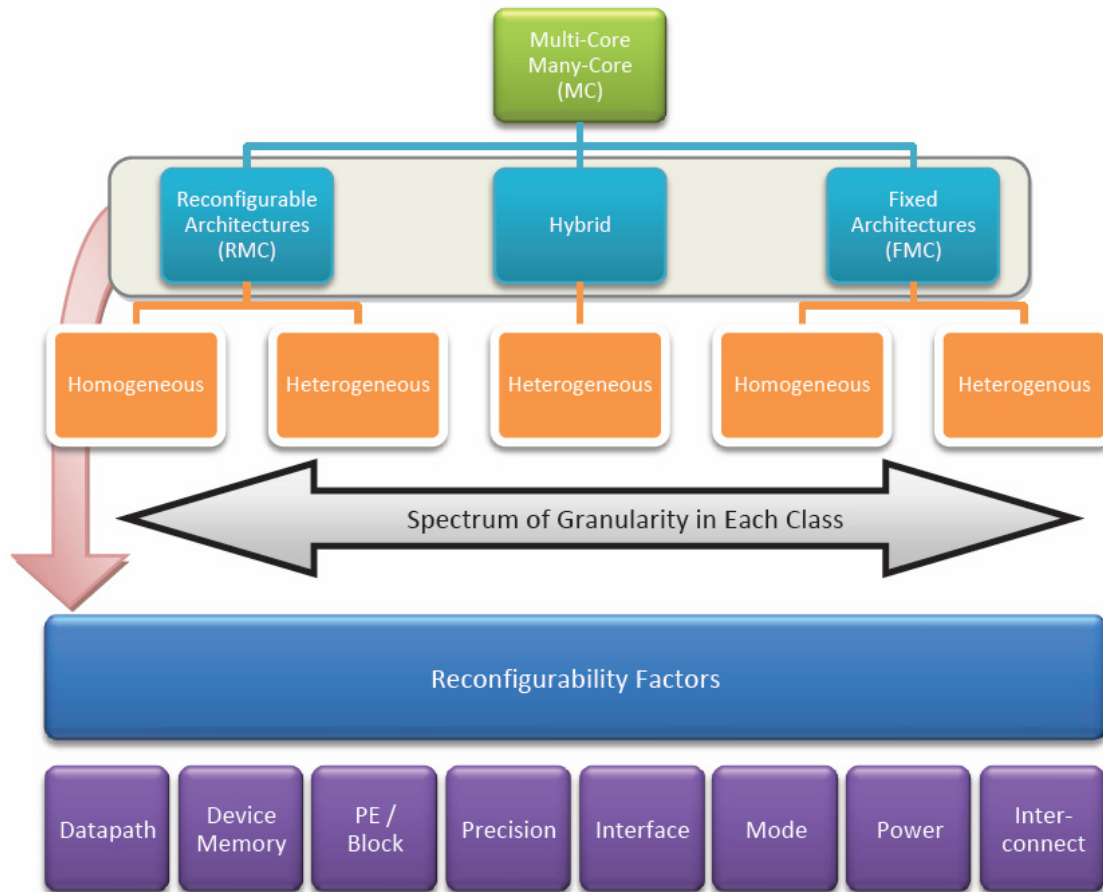 Multi-Core
Many-Core
(MC)
Reconfigurable
Architectures
(RMC)
Hybrid
Fixed
Architectures
(FMC)
Homogeneous
Heterogeneous
Heterogeneous
Homogeneous
Heterogenous
Spectrum of Granularity in Each Class
Reconfigurability Factors
Datapath
Device
Memory
PE /
Block
Precision
Interface
Mode
Power
Inter-
connect